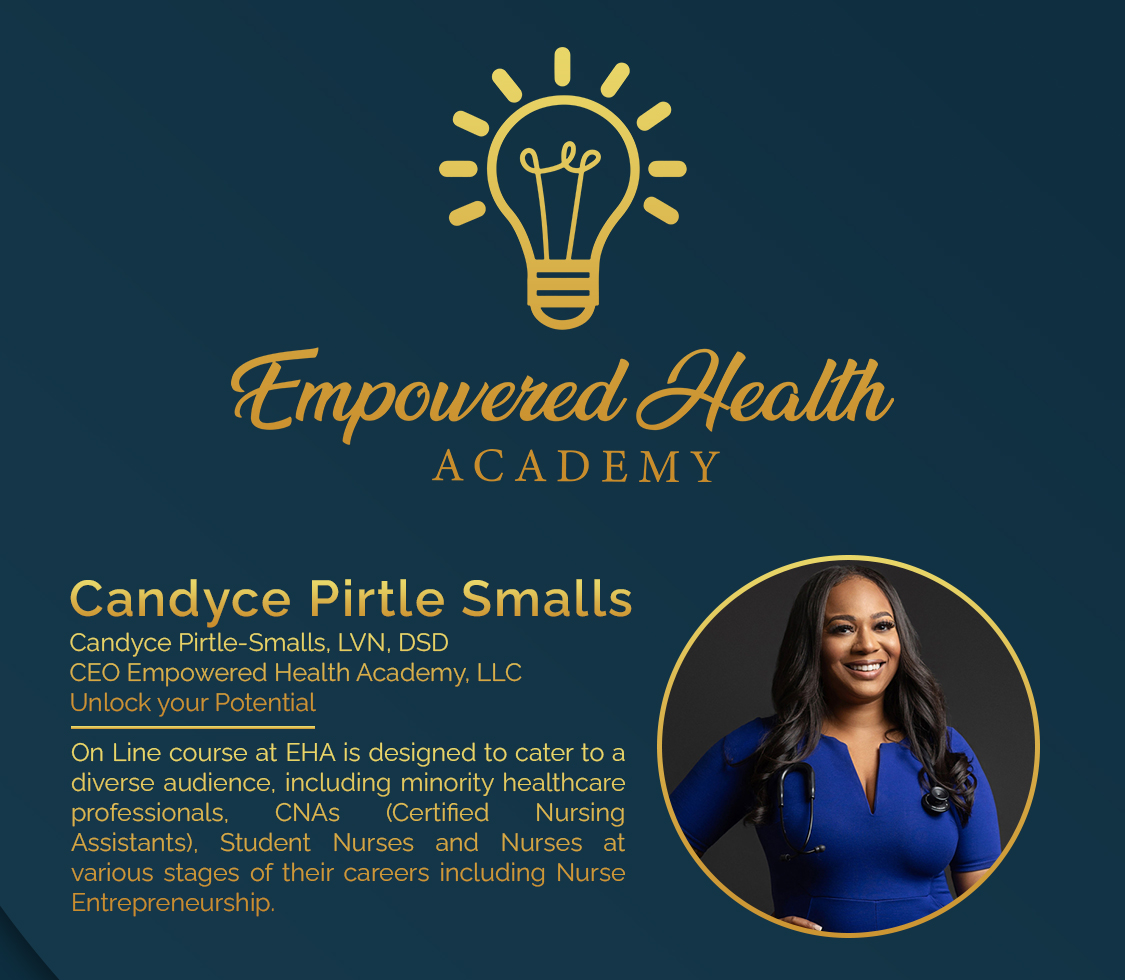 Empowered Health
ACADEMY
Candyce Pirtle Smalls
Candyce Pirtle-Smalls, LVN, DSD
CEO Empowered Health Academy, LLC
Unlock your Potential
On Line course at EHA is designed to cater to a
diverse audience, including minority healthcare
professionals, CNAs (Certified Nursing
Assistants), Student Nurses and Nurses at
various stages of their careers including Nurse
Entrepreneurship.